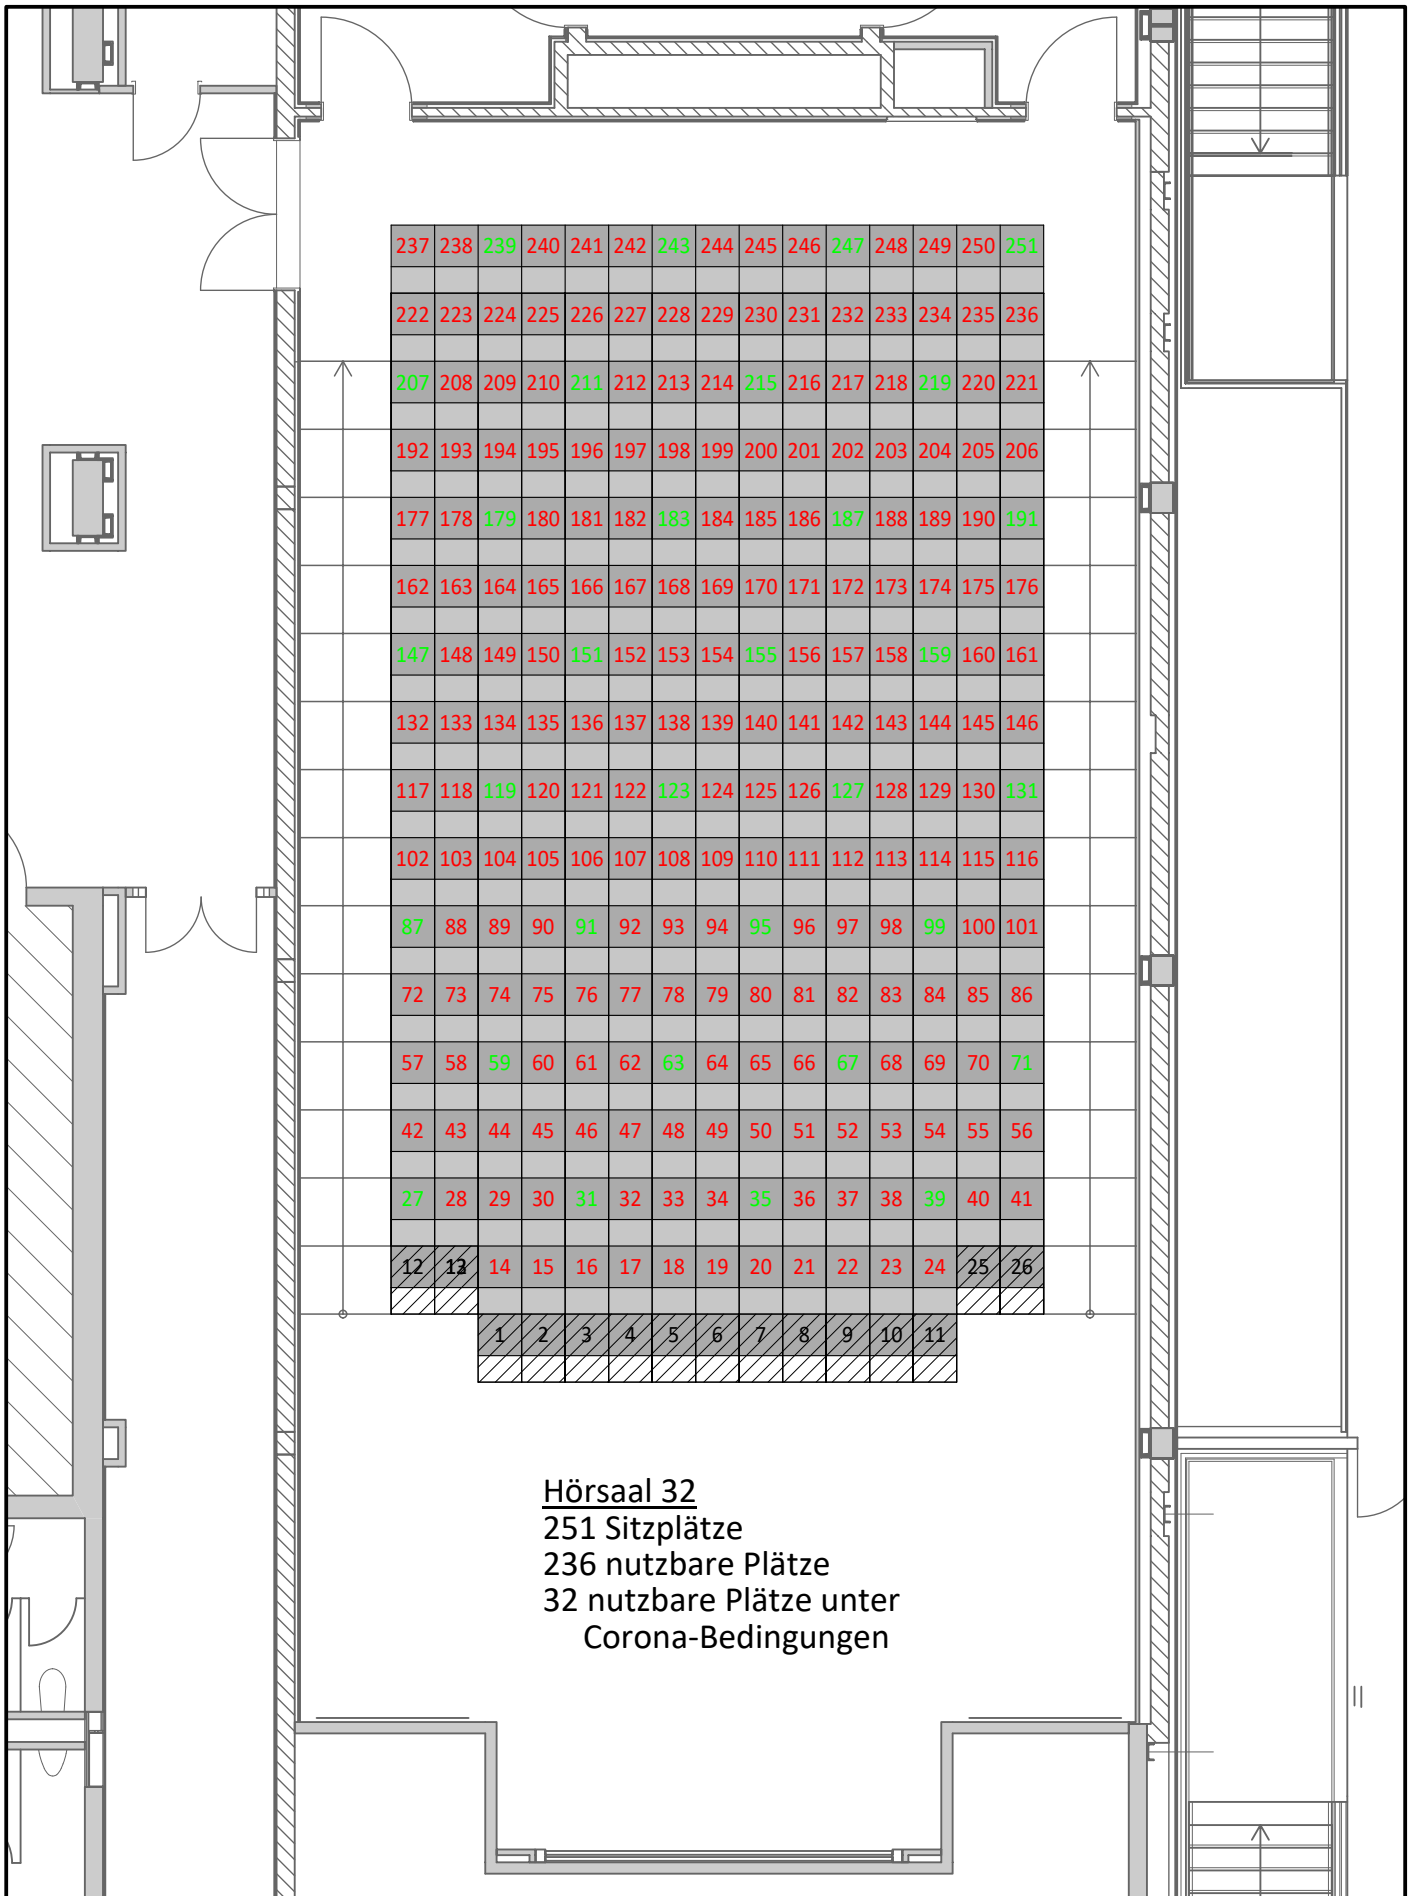 237 238 239 240 241 242 243 244 245 246 247 248 249 250 251
222 223 224 225 226 227 228 229 230 231 232 233 234 235 236
207 208 209 210 211 212 213 214 215 216 217 218 219 220 221
192 193 194 195 196 197 198 199 200 201 202 203 204 205 206
177 178 179 180 181 182 183 184 185 186 187 188 189 190 191
162 163 164 165 166 167 168 169 170 171 172 173 174 175 176
147 148 149 150 151 152 153 154 155 156 157 158 159 160 161
132 133 134 135 136 137 138 139 140 141 142 143 144 145 146
117 118 119 120 121 122 123 124 125 126 127 128 129 130 131
102 103 104 105 106 107 108 109 110 111 112 113 114 115 116
87 88 89 90 91 92 93 94 95 96 97 98 99 100 101
72 73 74 75 76 77 78 79 80 81 82 83 84 85 86
57 58 59 60 61 62 63 64 65 66 67 68 69 70 71
42 43 44 45 46 47 48 49 50 51 52 53 54 55 56
27 28 29 30 31 32 33 34 35 36 37 38 39 40 41
12 13 14 15 16 17 18 19 20 21 22 23 24 25 26
1 2 3 4 5 6 7 8 9 10 11
Hörsaal 32
251 Sitzplätze
236 nutzbare Plätze
32 nutzbare Plätze unter
Corona-Bedingungen